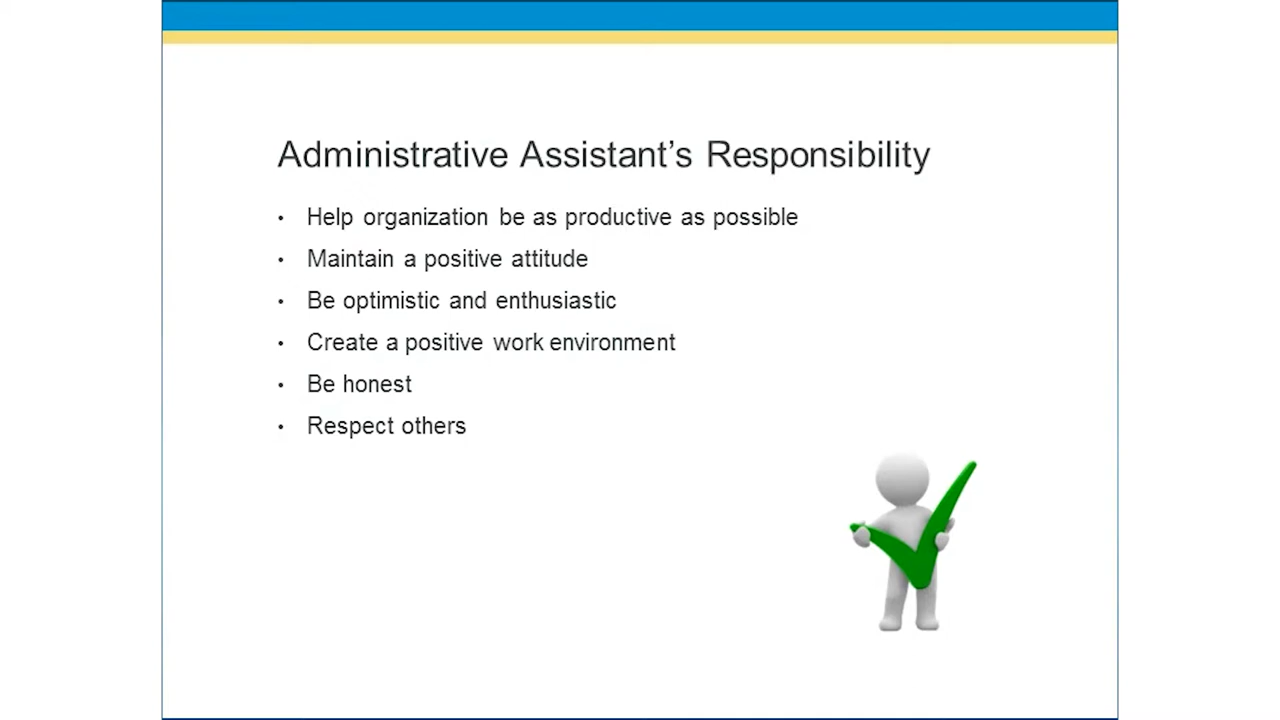 Administrative Assistant’s Responsibility
• Help organization be as productive as possible
• Maintain a positive attitude
• Be optimistic and enthusiastic
• Create a positive work environment
• Be honest
• Respect others